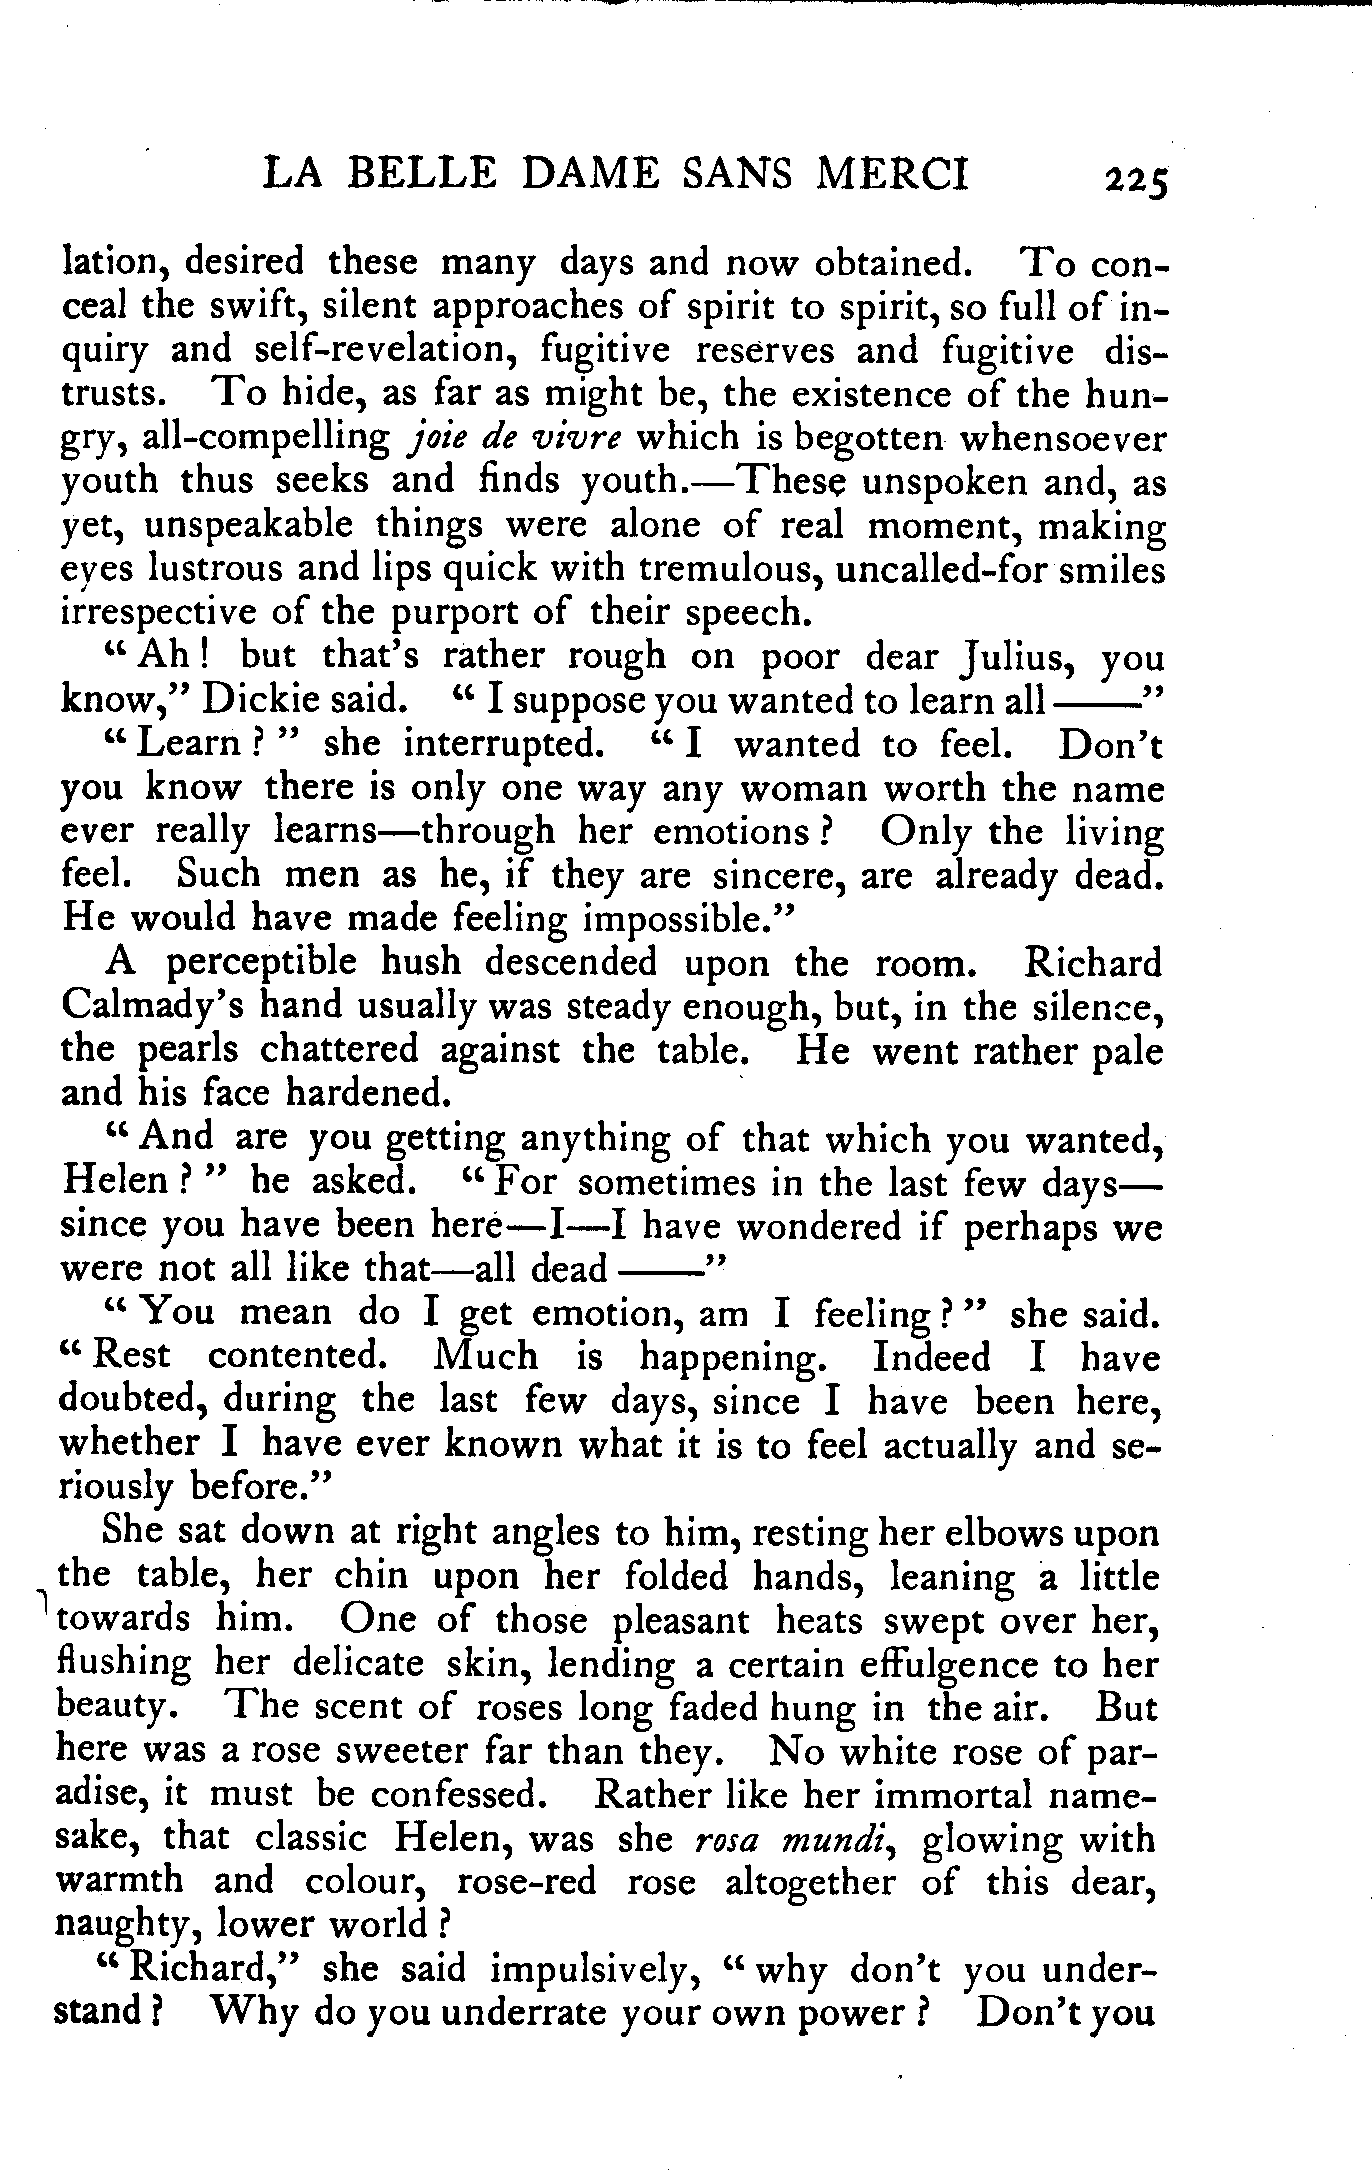 LA BELLE DAME SANS MERCI 225
lation, desired these many days and now obtained. To con-
ceal the swift, silent approaches of spirit to spirit, so full of in-
quiry and self-revelation, fugitive reserves and fugitive dis-
trusts. To hide, as far as might be, the existence of the hun-
gry, all-compelling joie de vivre which is begotten whensoever
youth thus seeks and finds youth.—These unspoken and, as
yet, unspeakable things were alone of real moment, making
eyes lustrous and lips quick with tremulous, uncalled-for smiles
irrespective of the purport of their speech.
“Ah! but that’s rather rough on poor dear Julius, you
know,” Dickie said. “I suppose you wanted to learn all——”
“Learn?” she interrupted. “I wanted to feel. Don’t
you know there is only one way any woman worth the name
ever really learns—through her emotions? Only the living
feel. Such men as he, if they are sincere, are already dead.
He would have made feeling impossible.”
A perceptible hush descended upon the room. Richard
Calmady’s hand usually was steady enough, but, in the silence,
the pearls chattered against the table. He went rather pale
and his face hardened.
“And are you getting anything of that which you wanted,
Helen?” he asked. “For sometimes in the last few days—
since you have been here—I—I have wondered if perhaps we
were not all like that—all dead——”
“You mean do I get emotion, am I feeling?” she said.
“Rest contented. Much is happening. Indeed I have
doubted, during the last few days, since I have been here,
whether I have ever known what it is to feel actually and se-
riously before.”
She sat down at right angles to him, resting her elbows upon
the table, her chin upon her folded hands, leaning a little
towards him. One of those pleasant heats swept over her,
flushing her delicate skin, lending a certain effulgence to her
beauty. The scent of roses long faded hung in the air. But
here was a rose sweeter far than they. No white rose of par-
adise, it must be confessed. Rather like her immortal name-
sake, that classic Helen, was she rosa mundi, glowing with
warmth and colour, rose-red rose altogether of this dear,
naughty, lower world?
“Richard,” she said impulsively, “why don’t you under-
stand? Why do you underrate your own power? Don’t you